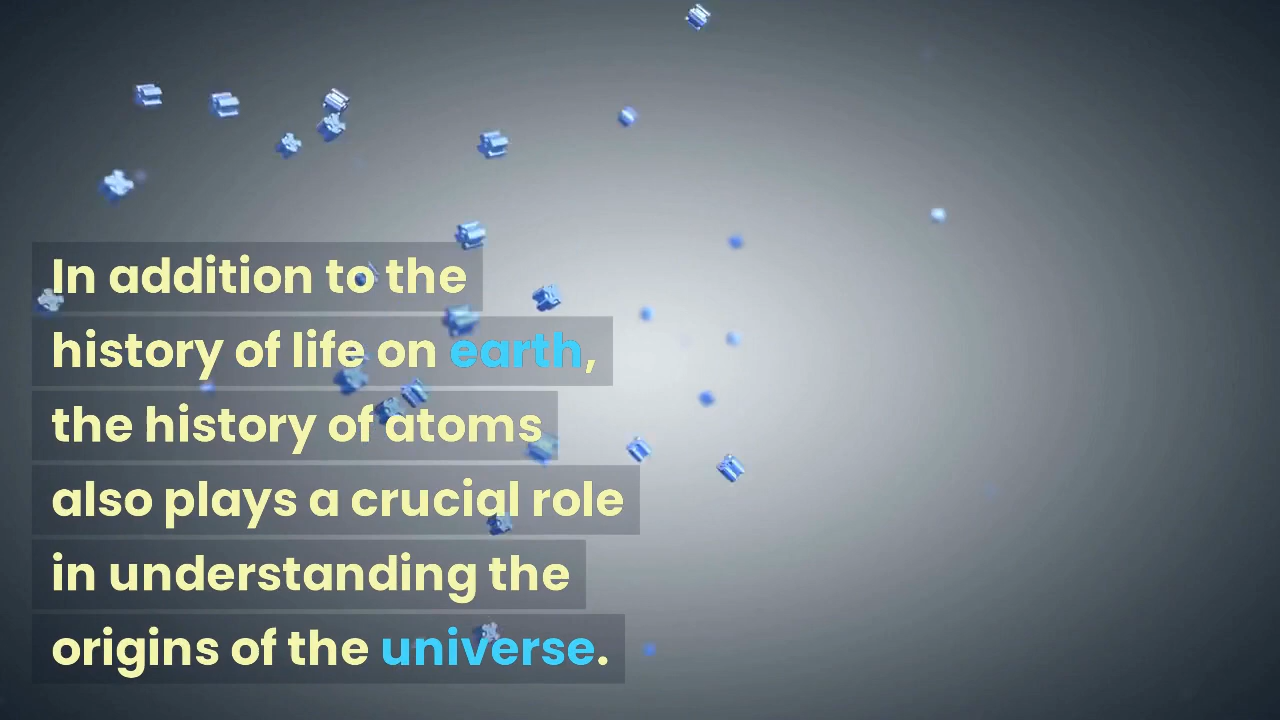 In addition to the
history of life on earth,
the history of atoms
also plays a crucial role
in understanding the
origins of the universe.